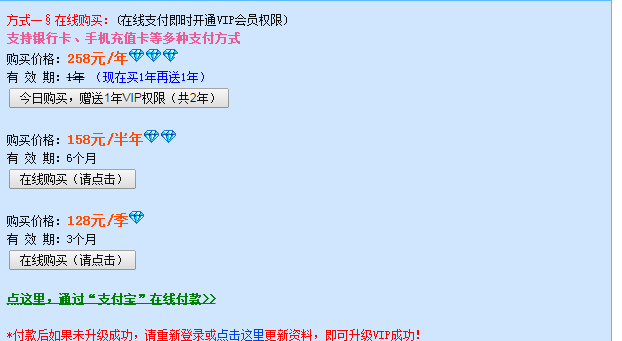 方式一§在线购买：(在线支付即时开通VIP会员权限)
支持银行卡、手机充值卡等多种支付方式
购买价格：258元/年
有 效 期：1年 （现在买1年再送1年）
今日购买，赠送1年VIP权限（共2年）
购买价格：158元/半年
有 效 期：6个月
在线购买（请点击）
购买价格：128元/季
有 效 期：3个月
在线购买（请点击）
点这里，通过“支付宝”在线付款>>
*付款后如果未升级成功，请重新登录或点击这里更新资料，即可升级VIP成功！